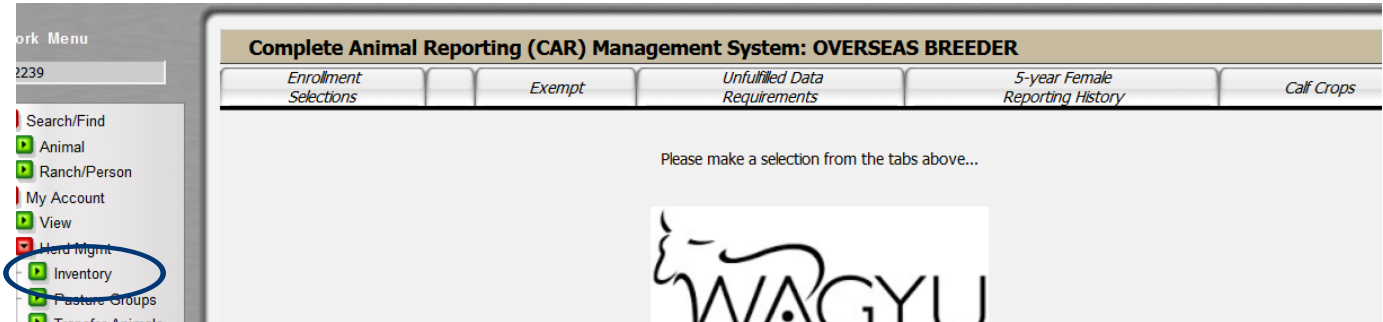 ork Menu
2239
Search/Find
Animal
Ranch/Person
My Account
View
Herd Mgmt
Inventory
Pasture Groups
Transfer Animals
Complete Animal Reporting (CAR) Management System: OVERSEAS BREEDER
Enrollment Selections
Exempt
Unfulfilled Data Requirements
5-year Female Reporting History
Calf Crops
Please make a selection from the tabs above...
WAGYU